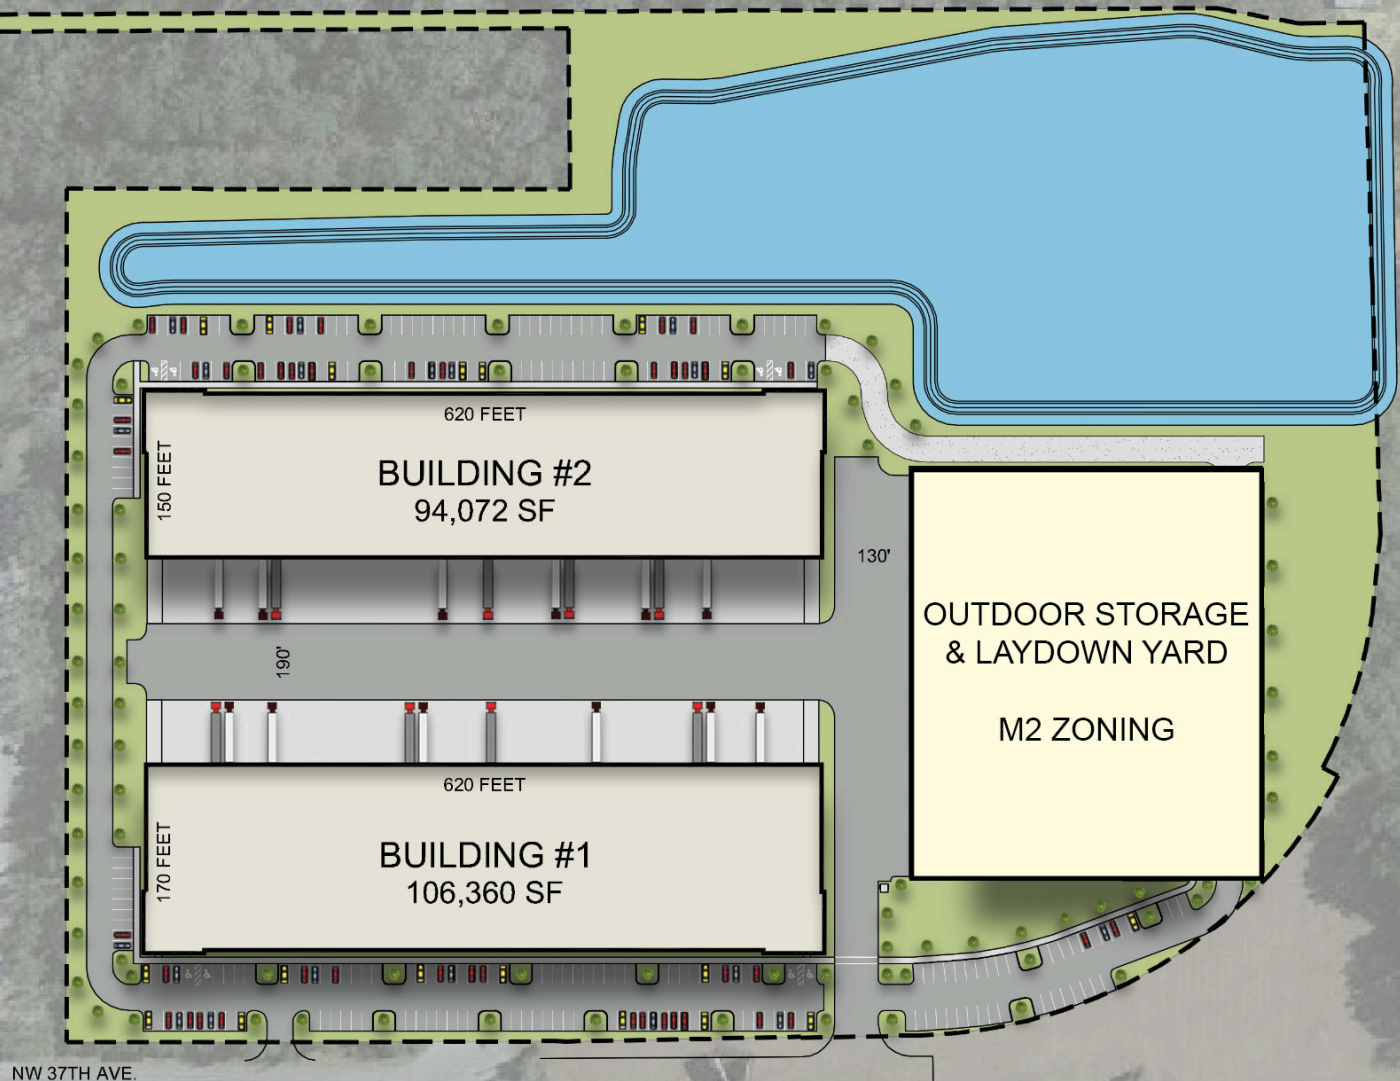 620 FEET
150 FEET
BUILDING #2
94,072 SF
130'
190'
OUTDOOR STORAGE
& LAYDOWN YARD
M2 ZONING
620 FEET
170 FEET
BUILDING #1
106,360 SF
NW 37TH AVE.